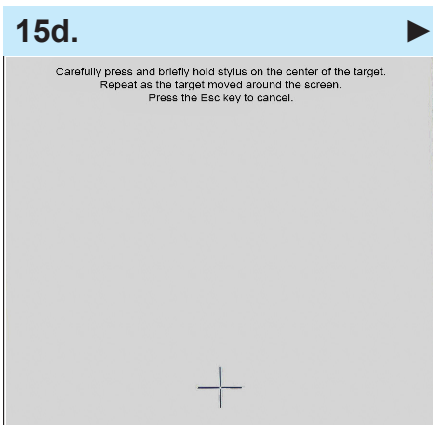 15d.
Carefully press and briefly hold stylus on the center of the target.
Repeat as the target moved around the screen.
Press the Esc key to cancel.